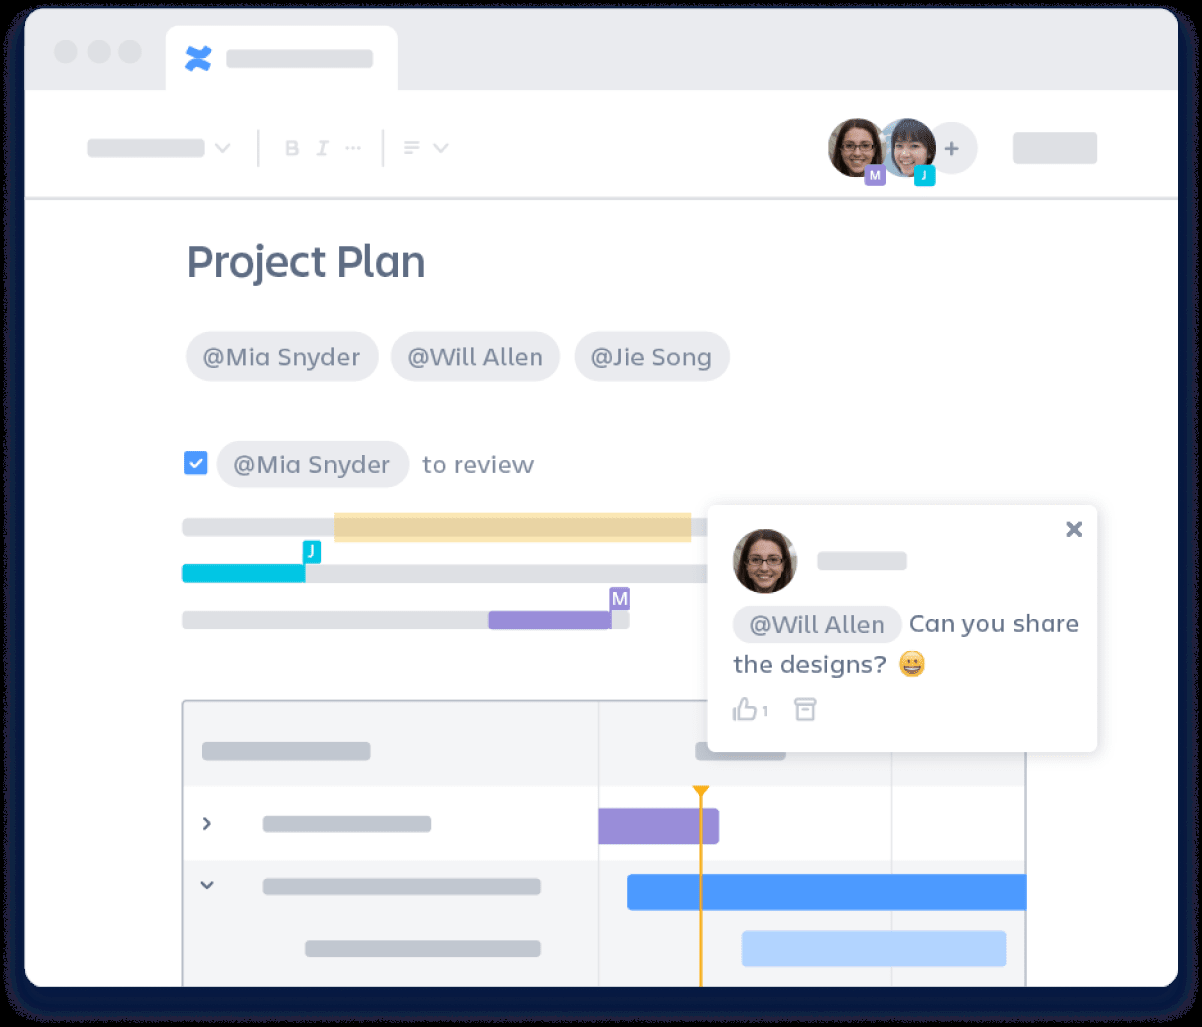 B I ...
M J +
Project Plan
@Mia Snyder @Will Allen @Jie Song
@Mia Snyder to review
J
M
@Will Allen Can you share
the designs? 😀
1